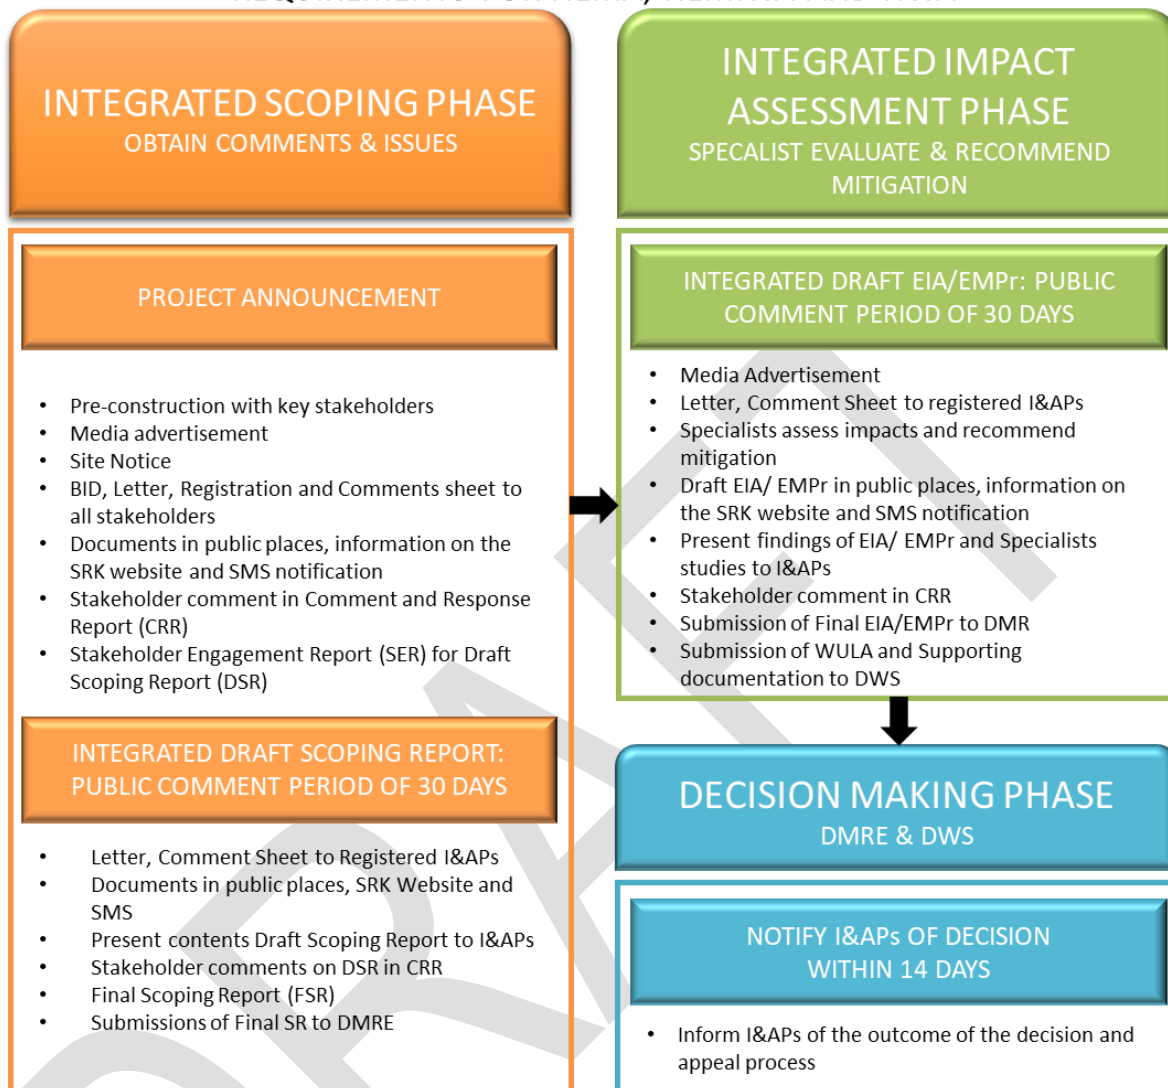 INTEGRATED SCOPING PHASE
OBTAIN COMMENTS & ISSUES
PROJECT ANNOUNCEMENT
• Pre-construction with key stakeholders
• Media advertisement
• Site Notice
• BID, Letter, Registration and Comments sheet to
all stakeholders
• Documents in public places, information on the
SRK website and SMS notification
• Stakeholder comment in Comment and Response
Report (CRR)
• Stakeholder Engagement Report (SER) for Draft
Scoping Report (DSR)
INTEGRATED DRAFT SCOPING REPORT:
PUBLIC COMMENT PERIOD OF 30 DAYS
• Letter, Comment Sheet to Registered I&APs
• Documents in public places, SRK Website and
SMS
• Present contents Draft Scoping Report to I&APs
• Stakeholder comments on DSR in CRR
• Final Scoping Report (FSR)
• Submissions of Final SR to DMRE
INTEGRATED IMPACT
ASSESSMENT PHASE
SPECALIST EVALUATE & RECOMMEND
MITIGATION
INTEGRATED DRAFT EIA/EMPr: PUBLIC
COMMENT PERIOD OF 30 DAYS
• Media Advertisement
• Letter, Comment Sheet to registered I&APs
• Specialists assess impacts and recommend
mitigation
• Draft EIA/ EMPr in public places, information on
the SRK website and SMS notification
• Present findings of EIA/ EMPr and Specialists
studies to I&APs
• Stakeholder comment in CRR
• Submission of Final EIA/EMPr to DMR
• Submission of WULA and Supporting
documentation to DWS
DECISION MAKING PHASE
DMRE & DWS
NOTIFY I&APs OF DECISION
WITHIN 14 DAYS
• Inform I&APs of the outcome of the decision and
appeal process
DRAFT